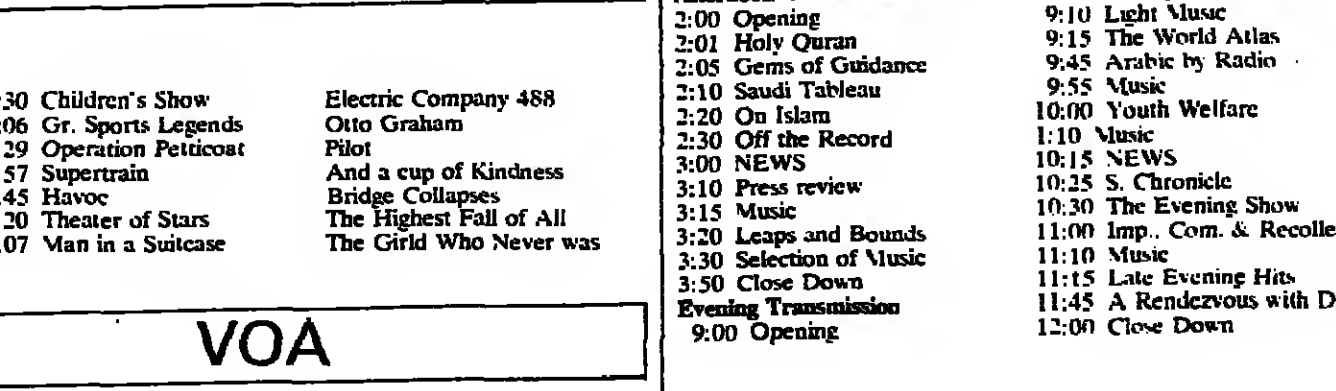 :30 Children's Show Electric Company 488
:06 Gr. Sports Legends Otto Graham
29 Operation Petticoat Pilot
57 Supertrain And a cup of Kindness
:45 Havoc Bridge Collapses
20 Theater of Stars The Highest Fall of All
:07 Man in a Suitcase The Girld Who Never was
VOA
2:00 Opening
2:01 Holy Quran
2:05 Gems of Guidance
2:10 Saudi Tableau
2:20 On Islam
2:30 Off the Record
3:00 NEWS
3:10 Press review
3:15 Music
3:20 Leaps and Bounds
3:30 Selection of Music
3:50 Close Down
Evening Transmission
9:00 Opening
9:10 Light Music
9:15 The World Atlas
9:45 Arabic by Radio
9:55 Music
10:00 Youth Welfare
1:10 Music
10:15 NEWS
10:25 S. Chronicle
10:30 The Evening Show
11:00 Imp., Com. & Recolle
11:10 Music
11:15 Late Evening Hits
11:45 A Rendezvous with D
12:00 Close Down